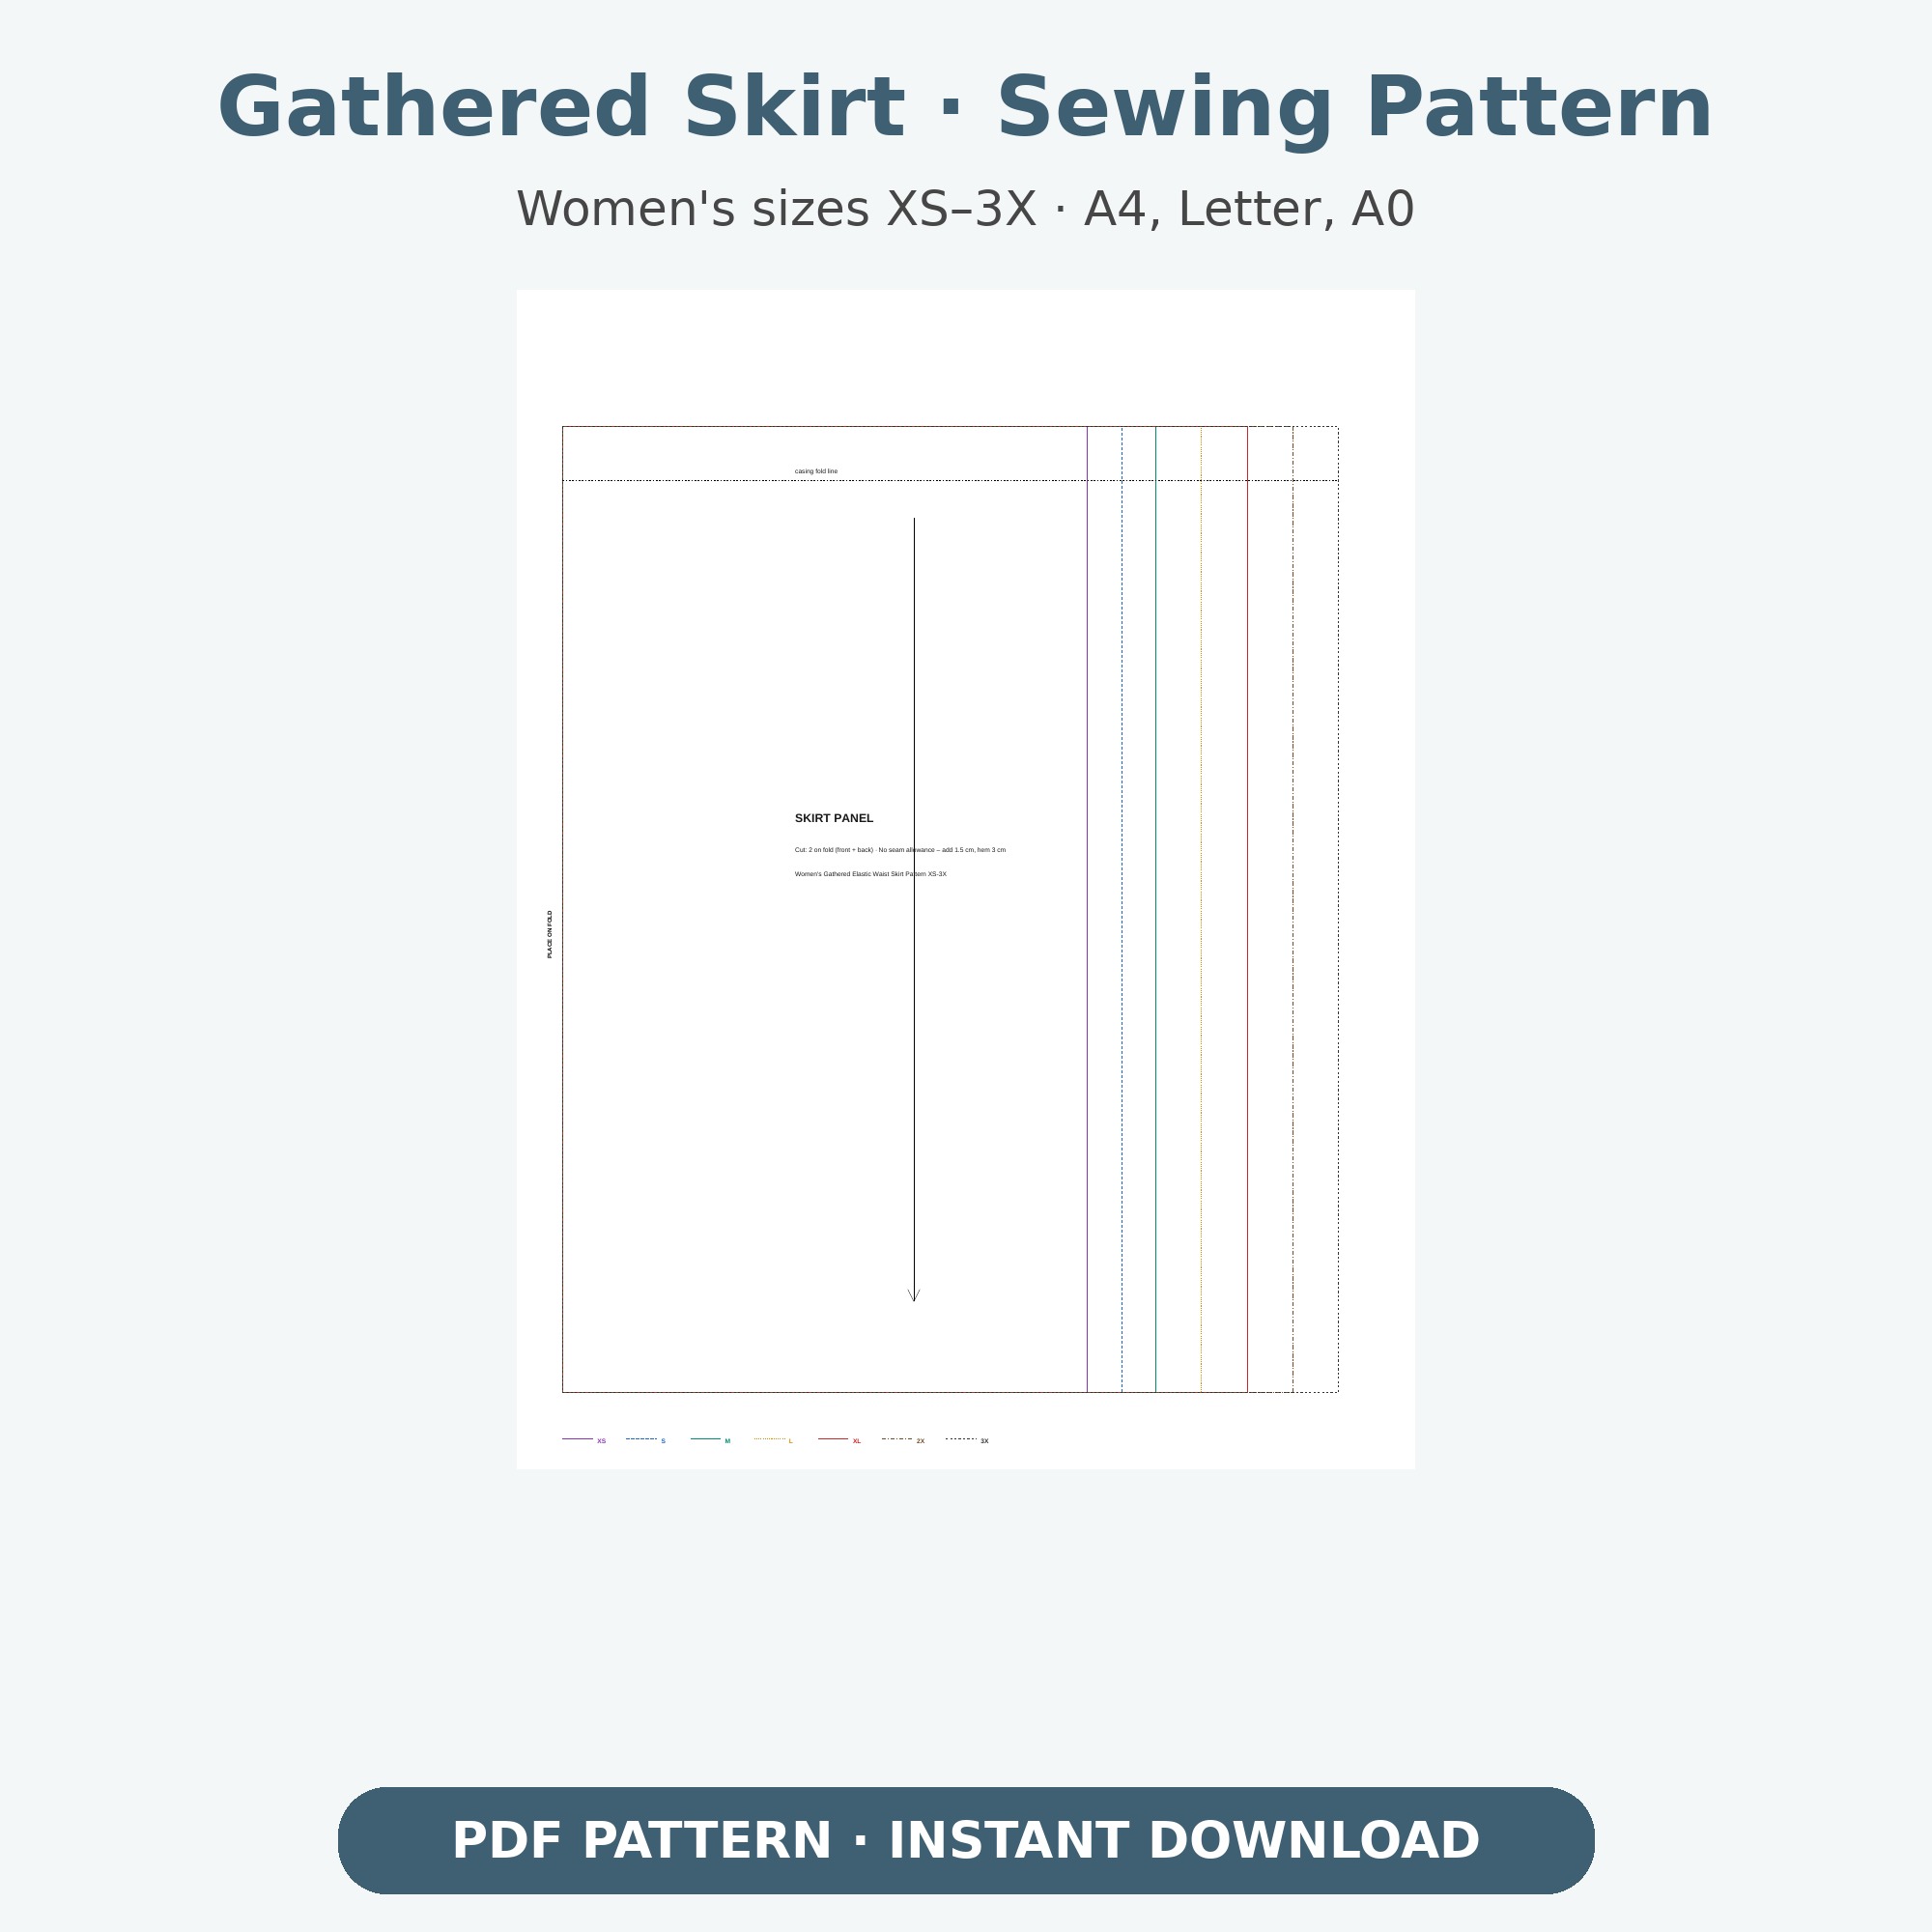 Gathered Skirt · Sewing Pattern
Women's sizes XS–3X · A4, Letter, A0
casing fold line
SKIRT PANEL
Cut: 2 on fold (front + back) · No seam allowance – add 1.5 cm, hem 3 cm
Women's Gathered Elastic Waist Skirt Pattern XS-3X
PLACE ON FOLD
XS S M L XL 2X 3X
PDF PATTERN · INSTANT DOWNLOAD